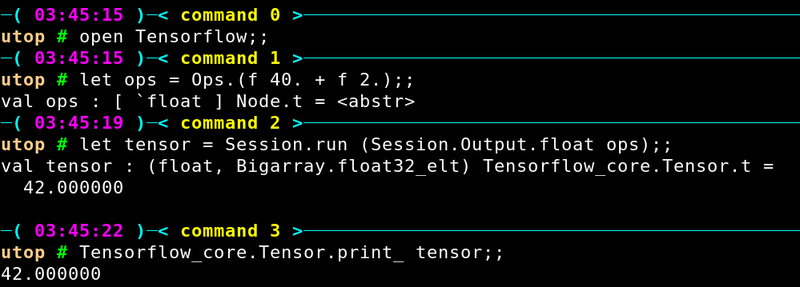 ─( 03:45:15 )─< command 0 >─
utop # open Tensorflow;;
─( 03:45:15 )─< command 1 >─
utop # let ops = Ops.(f 40. + f 2.);;
val ops : [ `float ] Node.t = <abstr>
─( 03:45:19 )─< command 2 >─
utop # let tensor = Session.run (Session.Output.float ops);;
val tensor : (float, Bigarray.float32_elt) Tensorflow_core.Tensor.t =
  42.000000
─( 03:45:22 )─< command 3 >─
utop # Tensorflow_core.Tensor.print_ tensor;;
42.000000